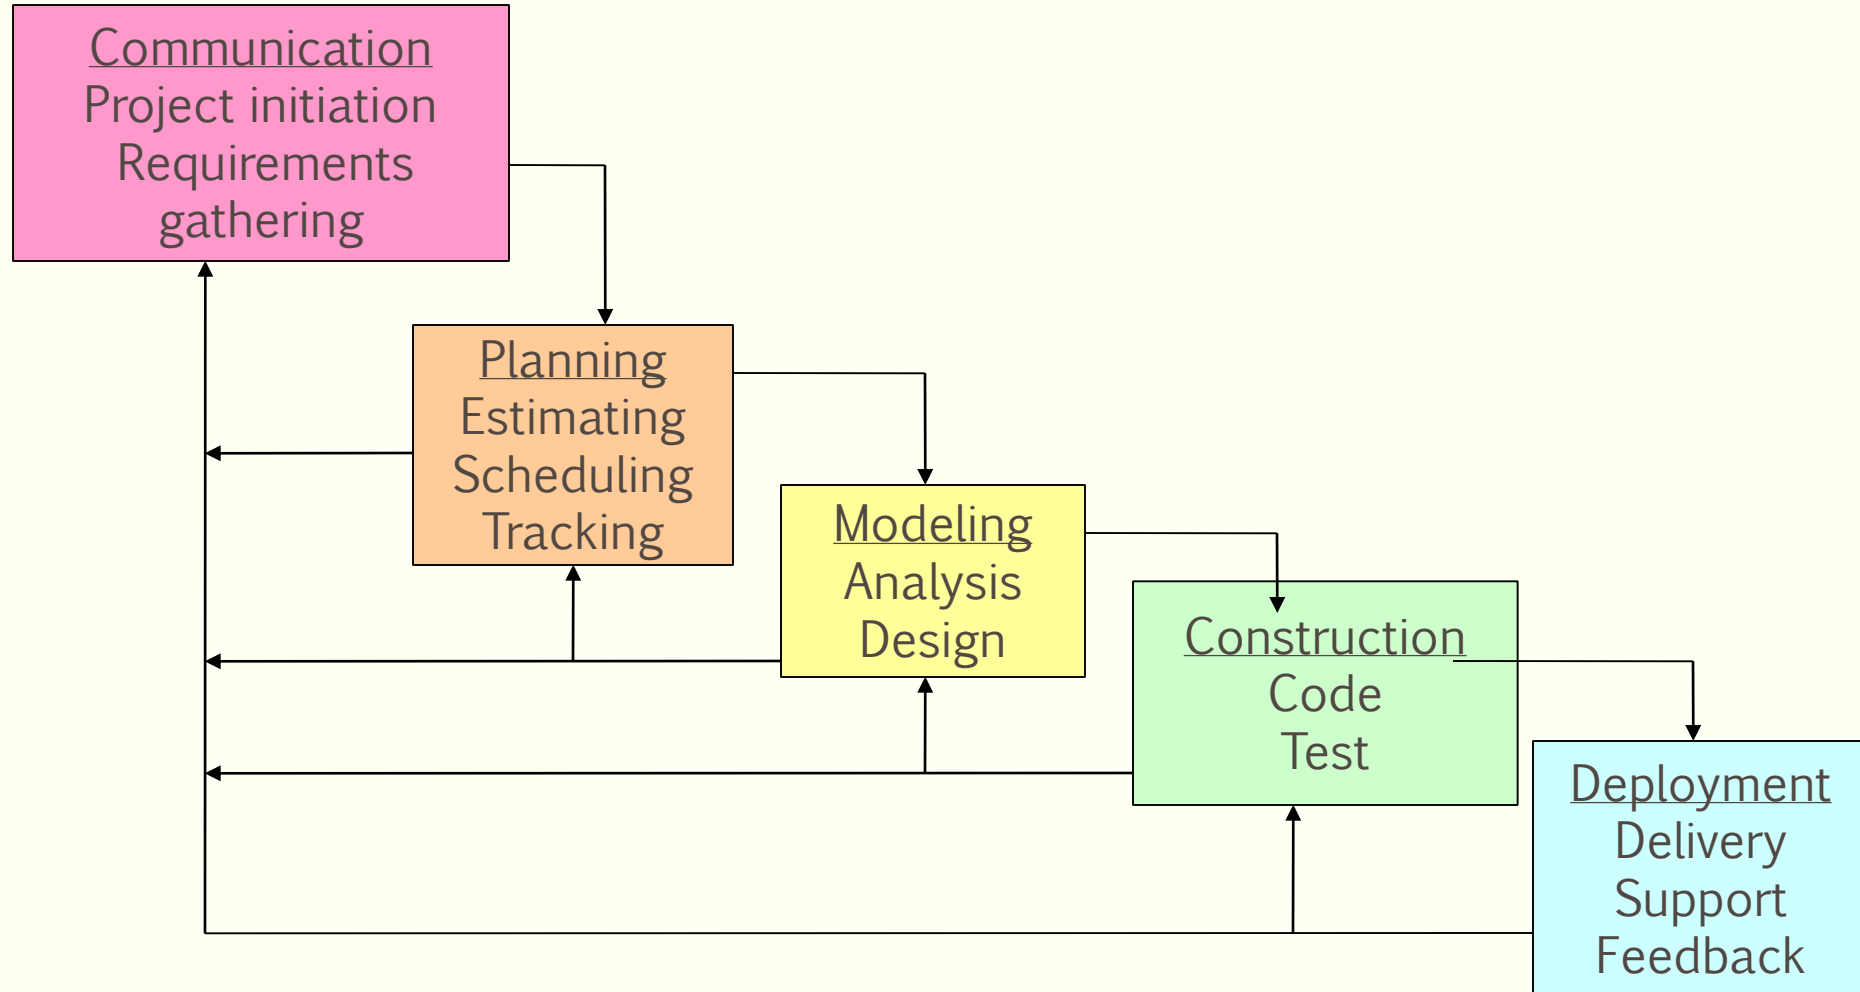 Communication
Project initiation
Requirements
gathering
Planning
Estimating
Scheduling
Tracking
Modeling
Analysis
Design
Construction
Code
Test
Deployment
Delivery
Support
Feedback